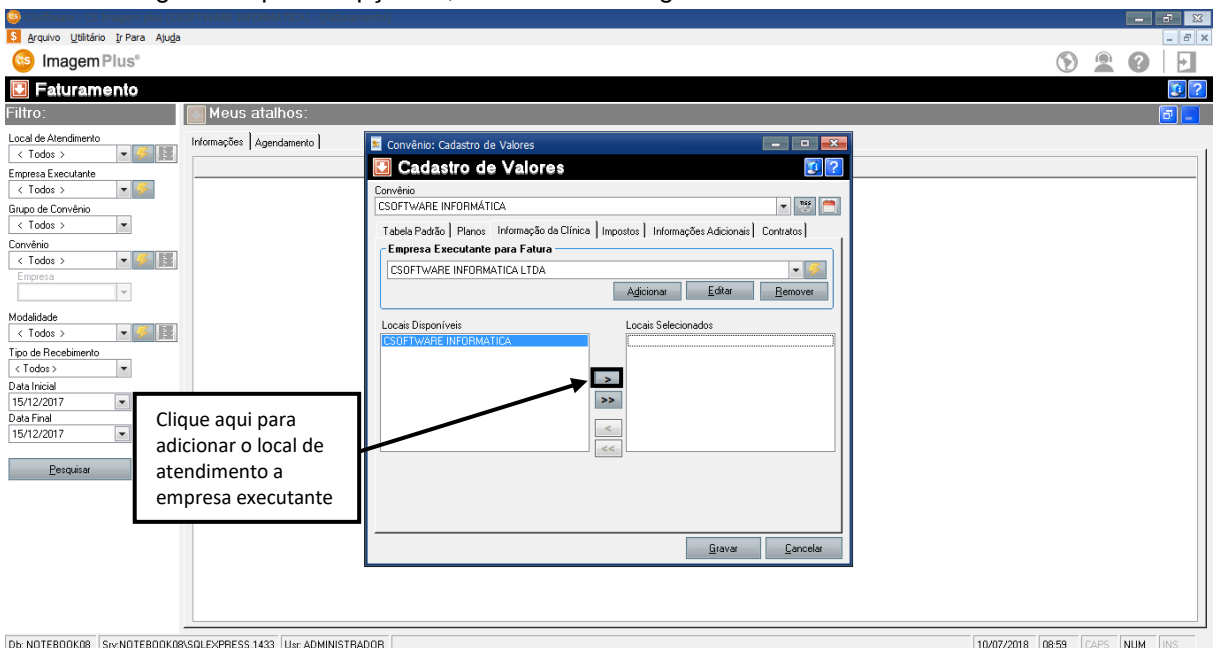 Arquivo Utilitário Ir Para Ajuda
ImagemPlus®
Faturamento
Filtro:
Meus atalhos:
Local de Atendimento
< Todos >
Empresa Executante
< Todos >
Grupo de Convênio
< Todos >
Convênio
< Todos >
Empresa
Modalidade
< Todos >
Tipo de Recebimento
< Todos >
Data Inicial
15/12/2017
Data Final
15/12/2017
Pesquisar
Informações Agendamento
Convênio: Cadastro de Valores
Cadastro de Valores
Convênio
CSOFTWARE INFORMÁTICA
Tabela Padrão Planos Informação da Clínica Impostos Informações Adicionais Contratos
Empresa Executante para Fatura
CSOFTWARE INFORMATICA LTDA
Adicionar Editar Remover
Locais Disponíveis Locais Selecionados
CSOFTWARE INFORMATICA
>
>>
<
<<
Gravar Cancelar
Clique aqui para
adicionar o local de
atendimento a
empresa executante
Db: NOTEBOOK08 Srv:NOTEBOOK08\SQLEXPRESS,1433 Usr: ADMINISTRADOR 10/07/2018 08:59 CAPS NUM INS